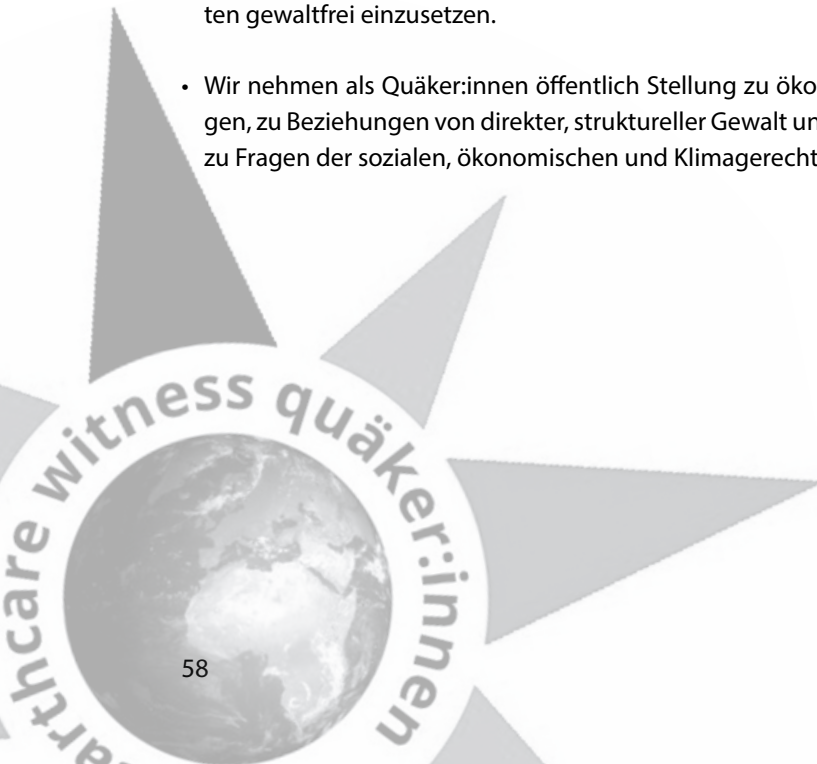 ten gewaltfrei einzusetzen.
• Wir nehmen als Quäker:innen öffentlich Stellung zu öko
gen, zu Beziehungen von direkter, struktureller Gewalt un
zu Fragen der sozialen, ökonomischen und Klimagerecht
witness quäker:innen
58